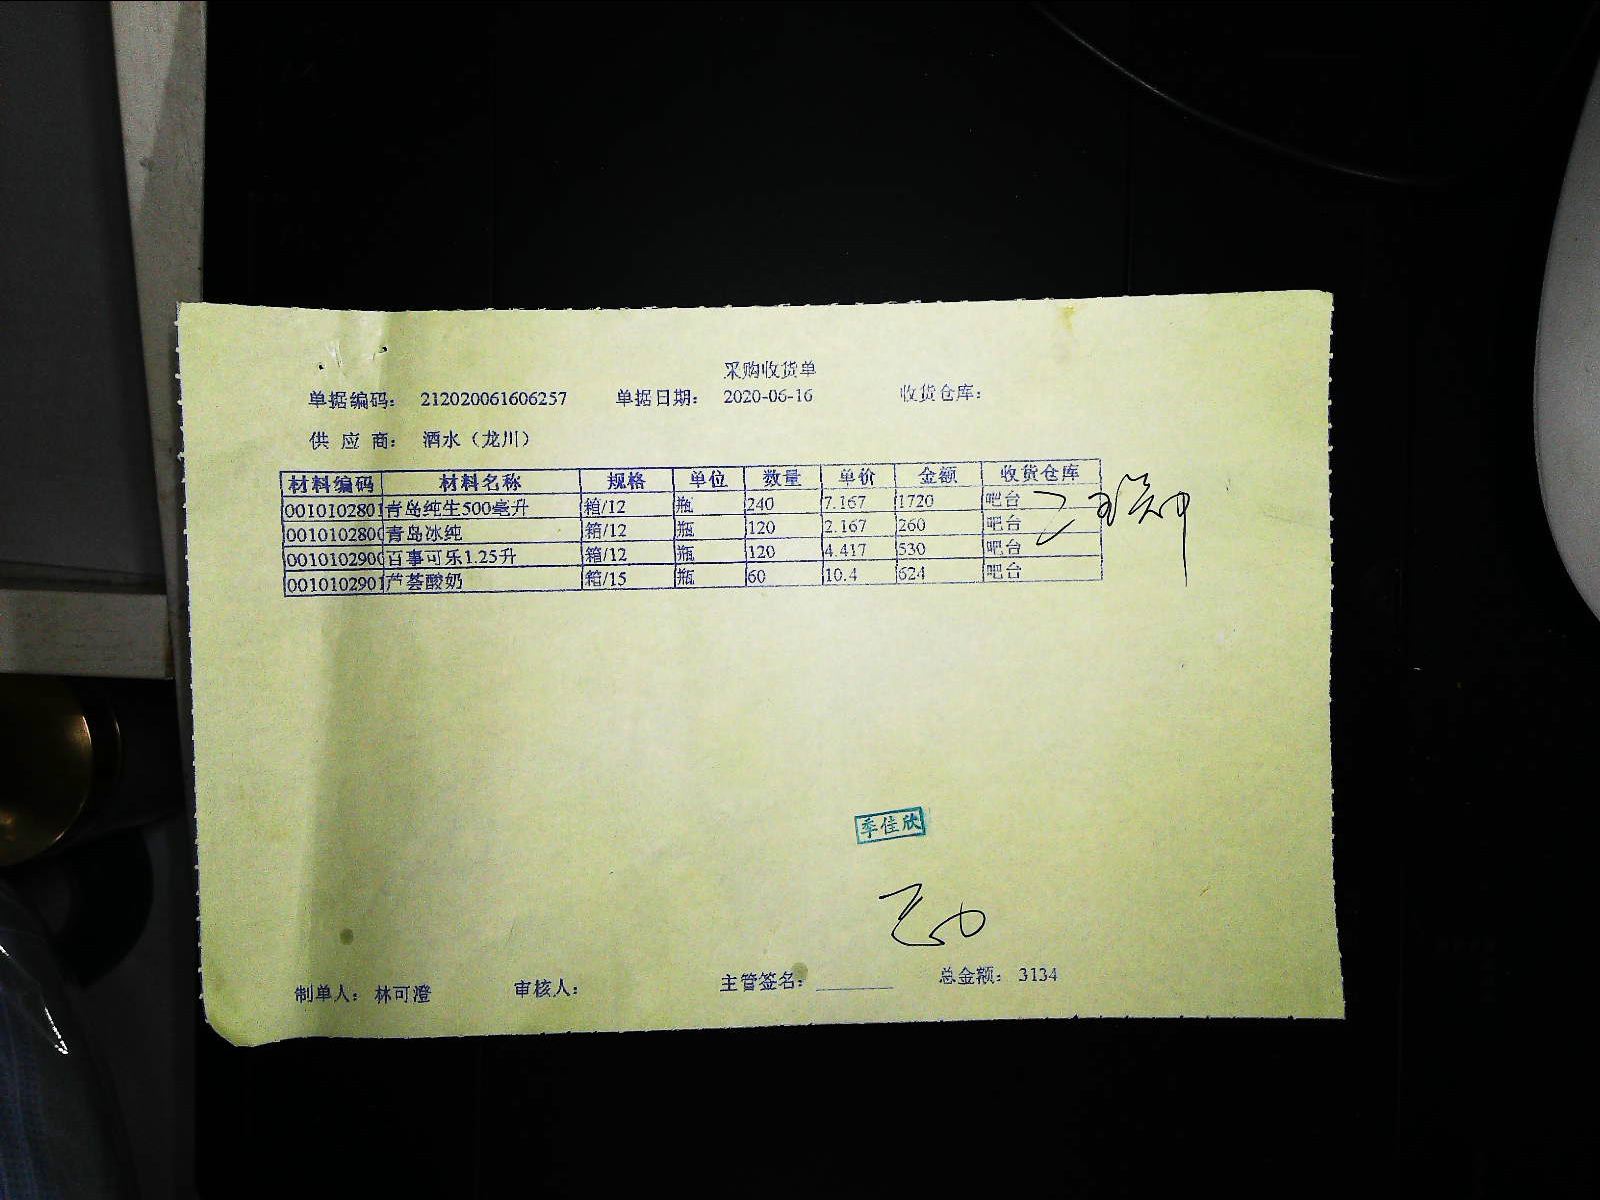 采购收货单
单据编码： 212020061606257 单据日期： 2020-06-16 收货仓库：
供 应 商： 酒水（龙川）
材料编码 材料名称 规格 单位 数量 单价 金额 收货仓库
0010102801 青岛纯生500毫升 箱/12 瓶 240 7.167 1720 吧台
0010102800 青岛冰纯 箱/12 瓶 120 2.167 260 吧台
0010102900 百事可乐1.25升 箱/12 瓶 120 4.417 530 吧台
0010102901 芦荟酸奶 箱/15 瓶 60 10.4 624 吧台
季佳欣
制单人： 林可澄 审核人： 主管签名： 总金额： 3134